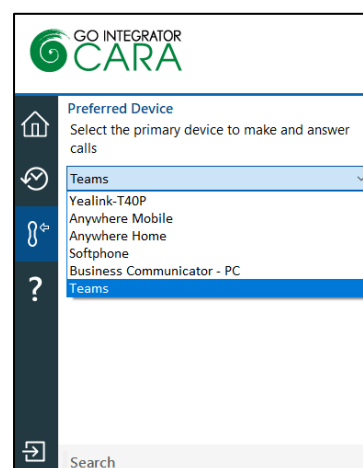 GO INTEGRATOR
CARA
Preferred Device
Select the primary device to make and answer
calls
Teams
Yealink-T40P
Anywhere Mobile
Anywhere Home
Softphone
Business Communicator - PC
Teams
?
Search